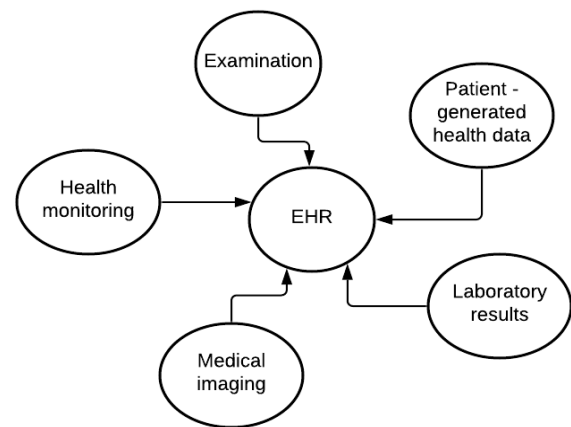 Examination
Patient -
generated
health data
Health
monitoring
EHR
Laboratory
results
Medical
imaging